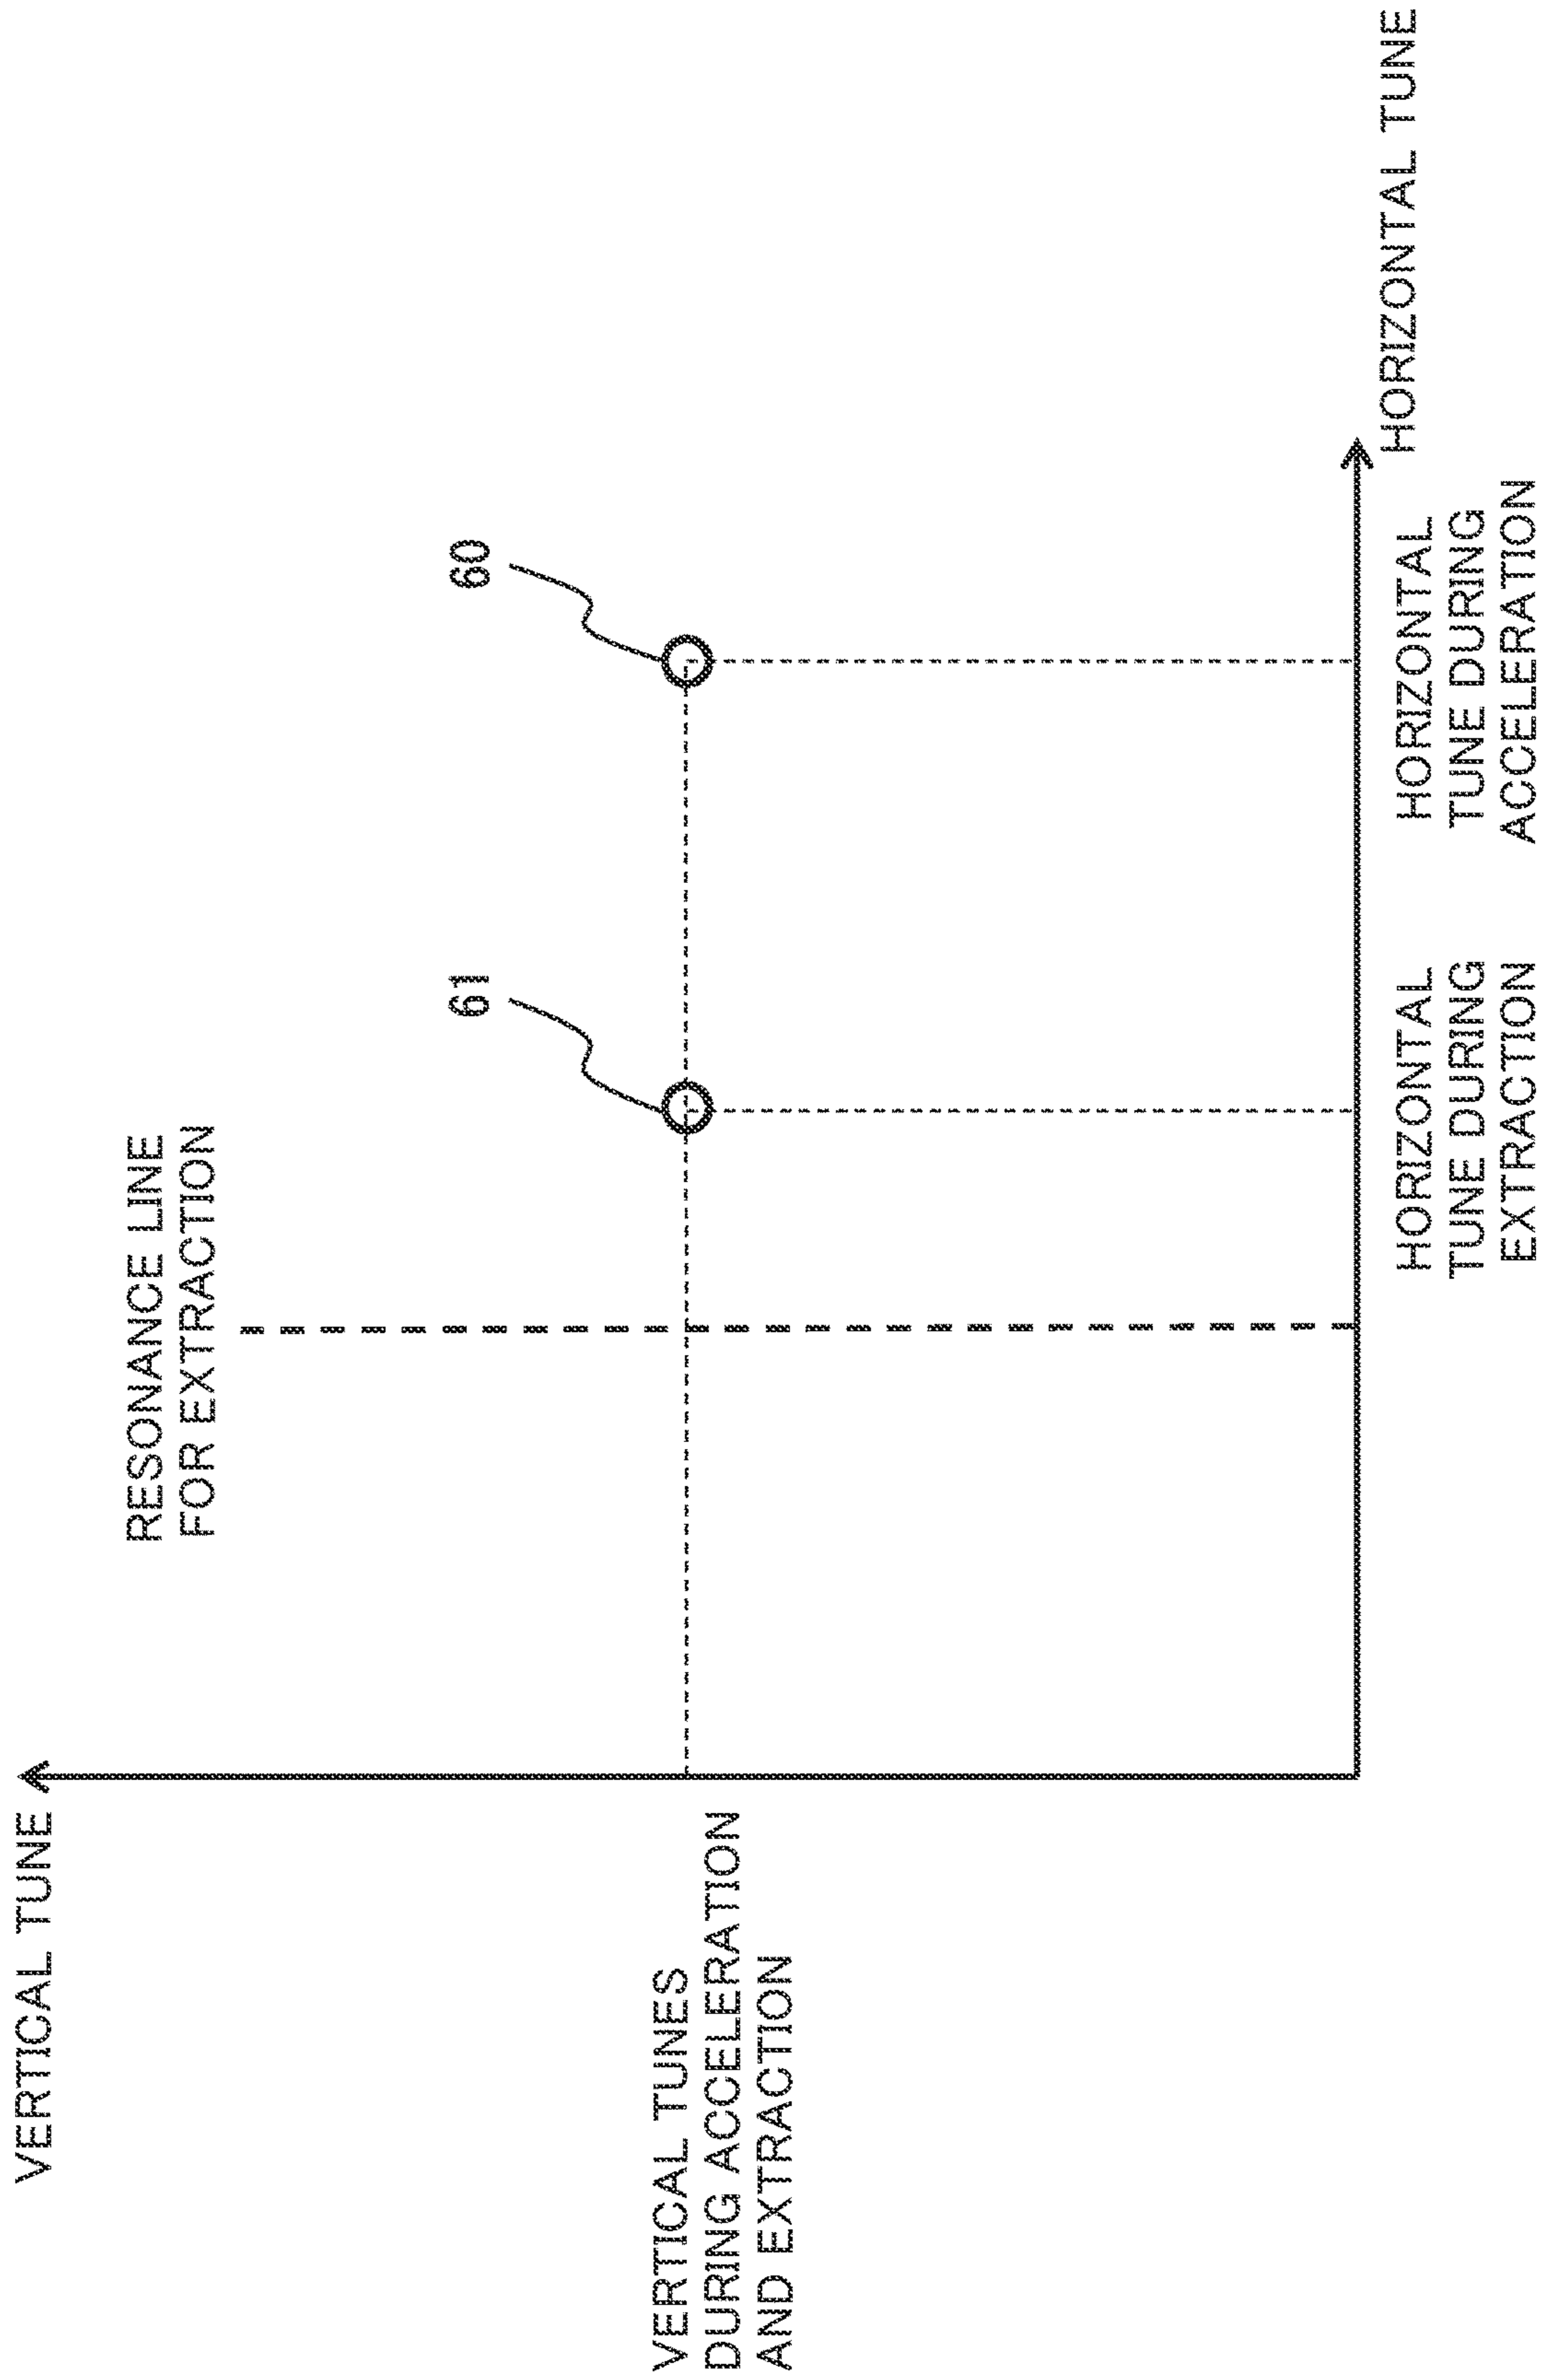 VERTICAL TUNE
RESONANCE LINE
FOR EXTRACTION
61
60
VERTICAL TUNES
DURING ACCELERATION
AND EXTRACTION
HORIZONTAL TUNE
HORIZONTAL
TUNE DURING
EXTRACTION
HORIZONTAL
TUNE DURING
ACCELERATION